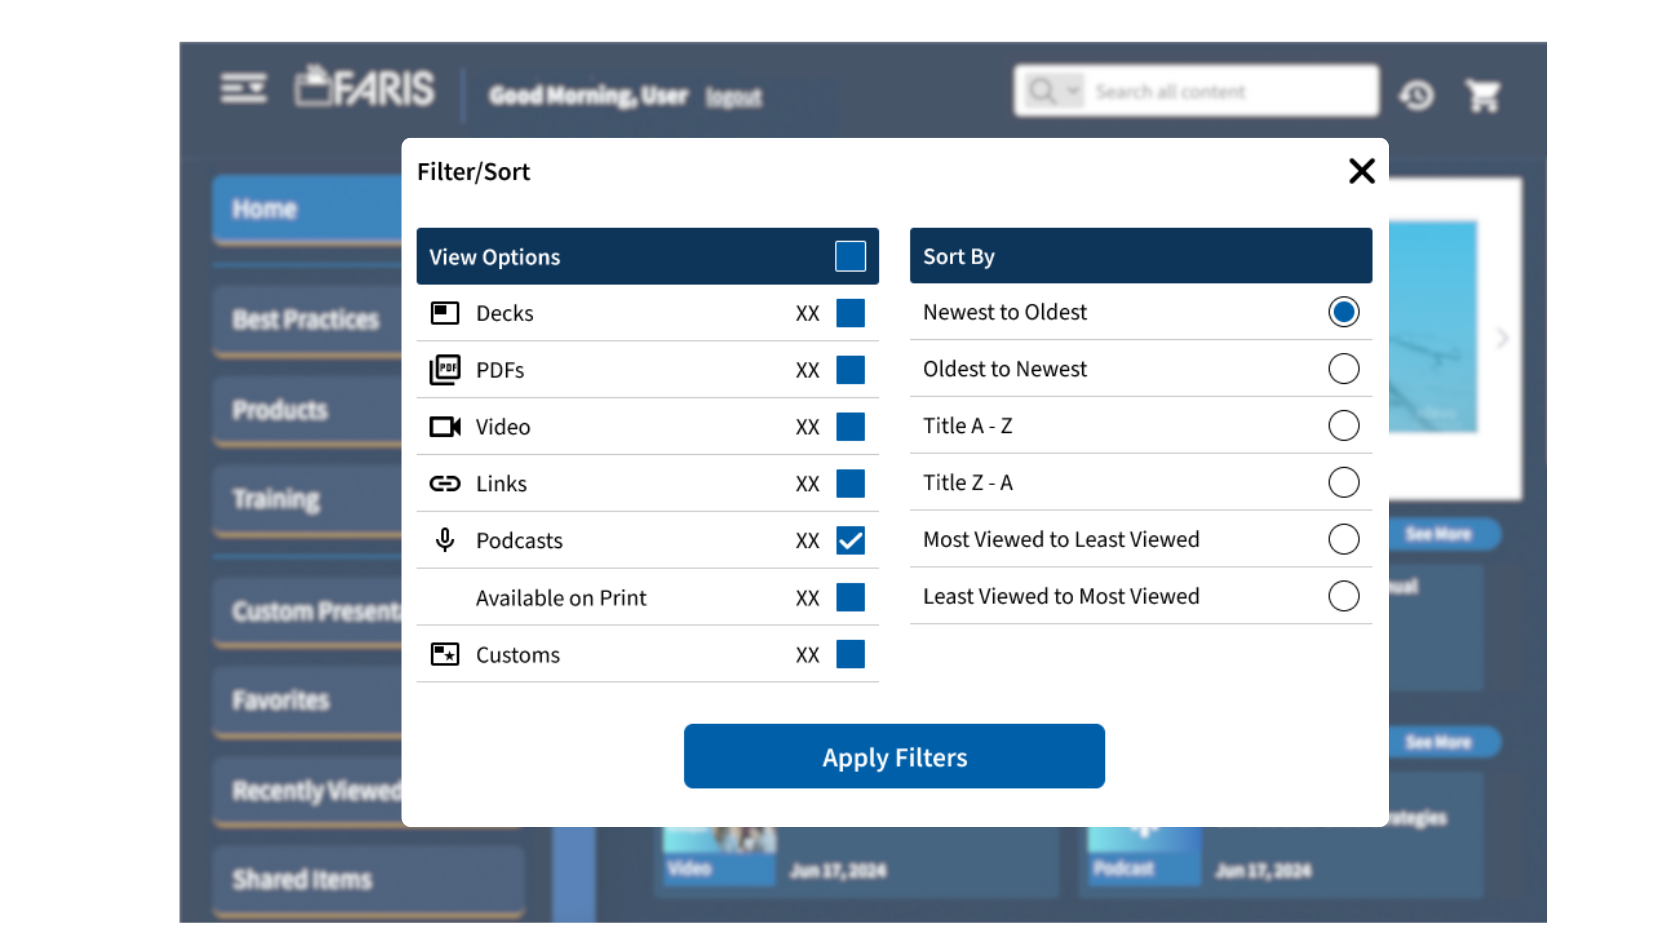 FARIS
Good Morning, User logout
Search all content
Filter/Sort
View Options
Decks XX
PDF
PDFs XX
Video XX
Links XX
Podcasts XX
Available on Print XX
Customs XX
Sort By
Newest to Oldest
Oldest to Newest
Title A - Z
Title Z - A
Most Viewed to Least Viewed
Least Viewed to Most Viewed
Apply Filters
Home
Best Practices
Products
Training
Custom Present
Favorites
Recently Viewed
Shared Items
See More
See More
Video
Jun 17, 2024
Podcast
Jun 17, 2024